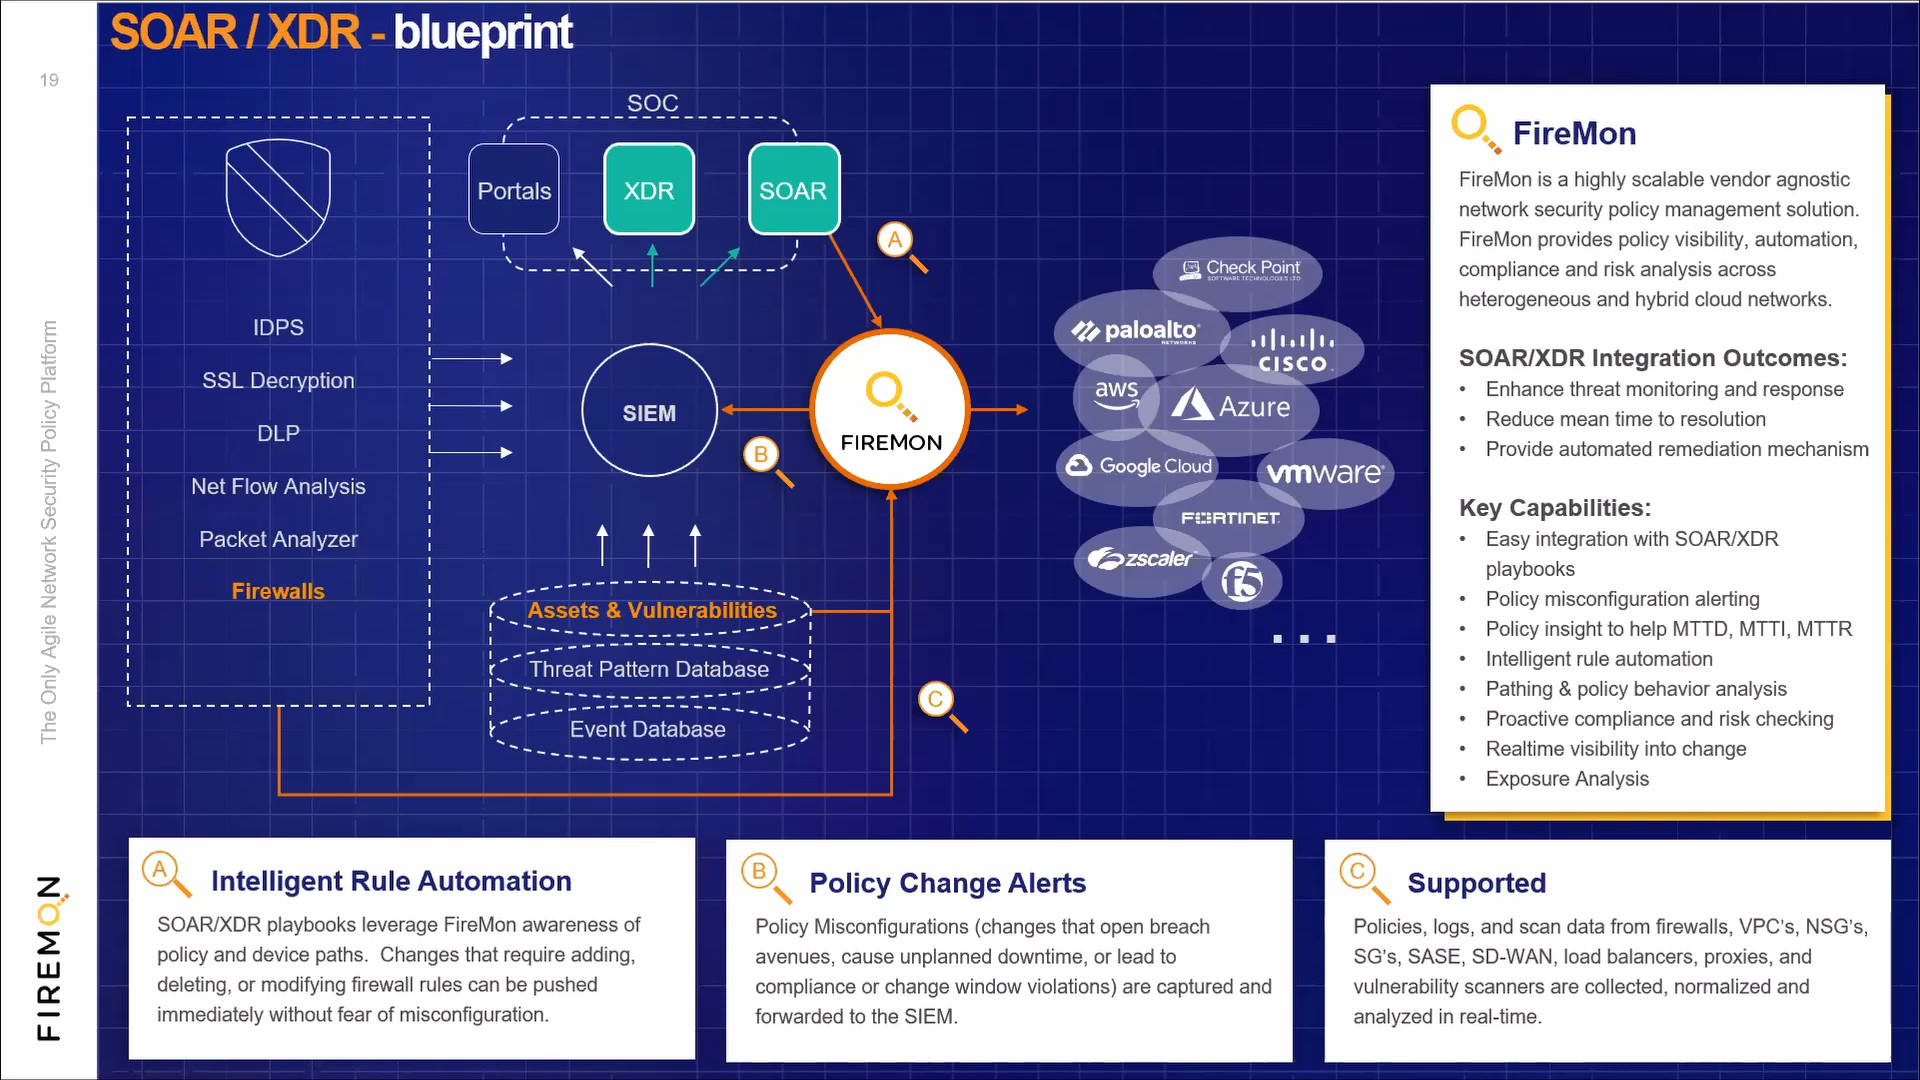 SOAR / XDR - blueprint
19
The Only Agile Network Security Policy Platform
FIREMON
IDPS
SSL Decryption
DLP
Net Flow Analysis
Packet Analyzer
Firewalls
SOC
Portals
XDR
SOAR
A
SIEM
B
FIREMON
Assets & Vulnerabilities
Threat Pattern Database
Event Database
C
Check Point
SOFTWARE TECHNOLOGIES LTD
paloalto
NETWORKS
CISCO
aws
Azure
Google Cloud
vmware
FORTINET
zscaler
f5
...
FireMon
FireMon is a highly scalable vendor agnostic
network security policy management solution.
FireMon provides policy visibility, automation,
compliance and risk analysis across
heterogeneous and hybrid cloud networks.
SOAR/XDR Integration Outcomes:
• Enhance threat monitoring and response
• Reduce mean time to resolution
• Provide automated remediation mechanism
Key Capabilities:
• Easy integration with SOAR/XDR
playbooks
• Policy misconfiguration alerting
• Policy insight to help MTTD, MTTI, MTTR
• Intelligent rule automation
• Pathing & policy behavior analysis
• Proactive compliance and risk checking
• Realtime visibility into change
• Exposure Analysis
A
Intelligent Rule Automation
SOAR/XDR playbooks leverage FireMon awareness of
policy and device paths.  Changes that require adding,
deleting, or modifying firewall rules can be pushed
immediately without fear of misconfiguration.
B
Policy Change Alerts
Policy Misconfigurations (changes that open breach
avenues, cause unplanned downtime, or lead to
compliance or change window violations) are captured and
forwarded to the SIEM.
C
Supported
Policies, logs, and scan data from firewalls, VPC's, NSG's,
SG's, SASE, SD-WAN, load balancers, proxies, and
vulnerability scanners are collected, normalized and
analyzed in real-time.